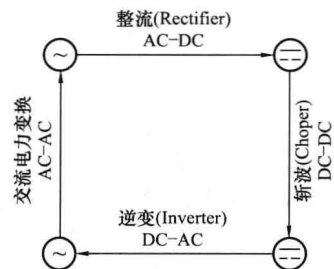 整流(Rectifier)
AC-DC
~
交流电力变换
AC-AC
斩波(Choper)
DC-DC
逆变(Inverter)
DC-AC
~